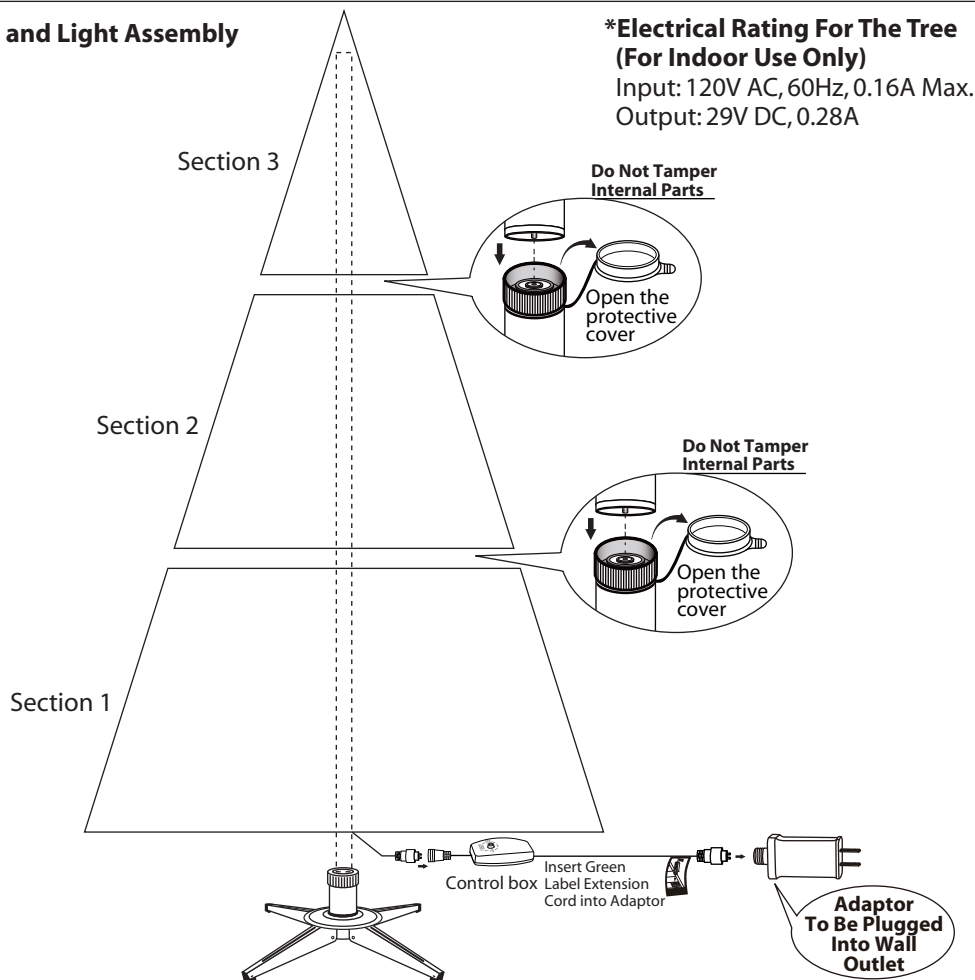 and Light Assembly
*Electrical Rating For The Tree
(For Indoor Use Only)
Input: 120V AC, 60Hz, 0.16A Max.
Output: 29V DC, 0.28A
Section 3
Do Not Tamper
Internal Parts
Open the
protective
cover
Section 2
Do Not Tamper
Internal Parts
Open the
protective
cover
Section 1
Control box
Insert Green
Label Extension
Cord into Adaptor
Adaptor
To Be Plugged
Into Wall
Outlet